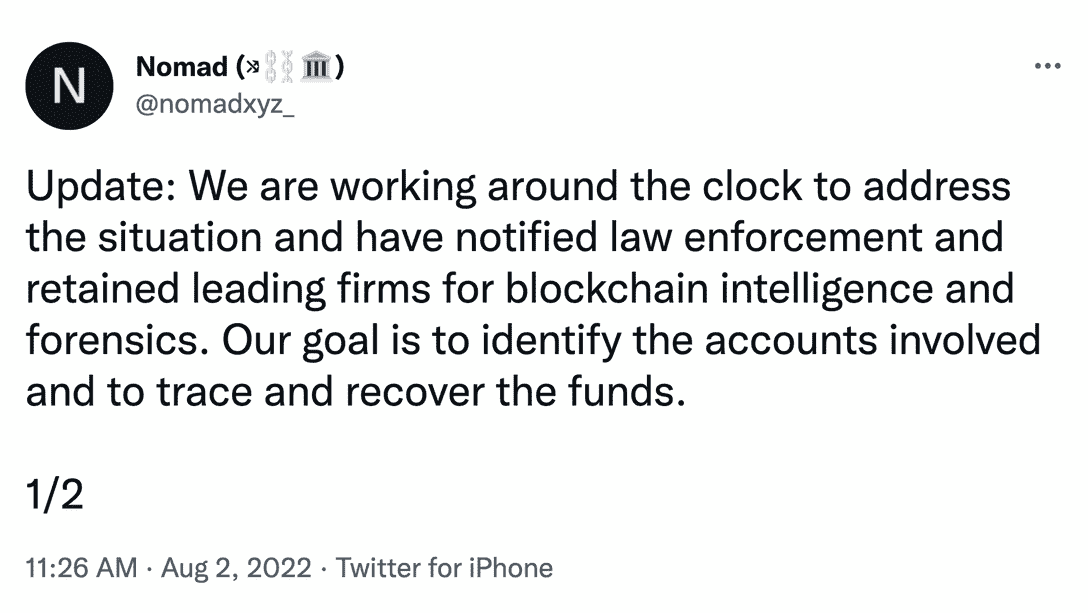 N
Nomad (⤭⛓🏛)
@nomadxyz_
Update: We are working around the clock to address
the situation and have notified law enforcement and
retained leading firms for blockchain intelligence and
forensics. Our goal is to identify the accounts involved
and to trace and recover the funds.
1/2
11:26 AM · Aug 2, 2022 · Twitter for iPhone